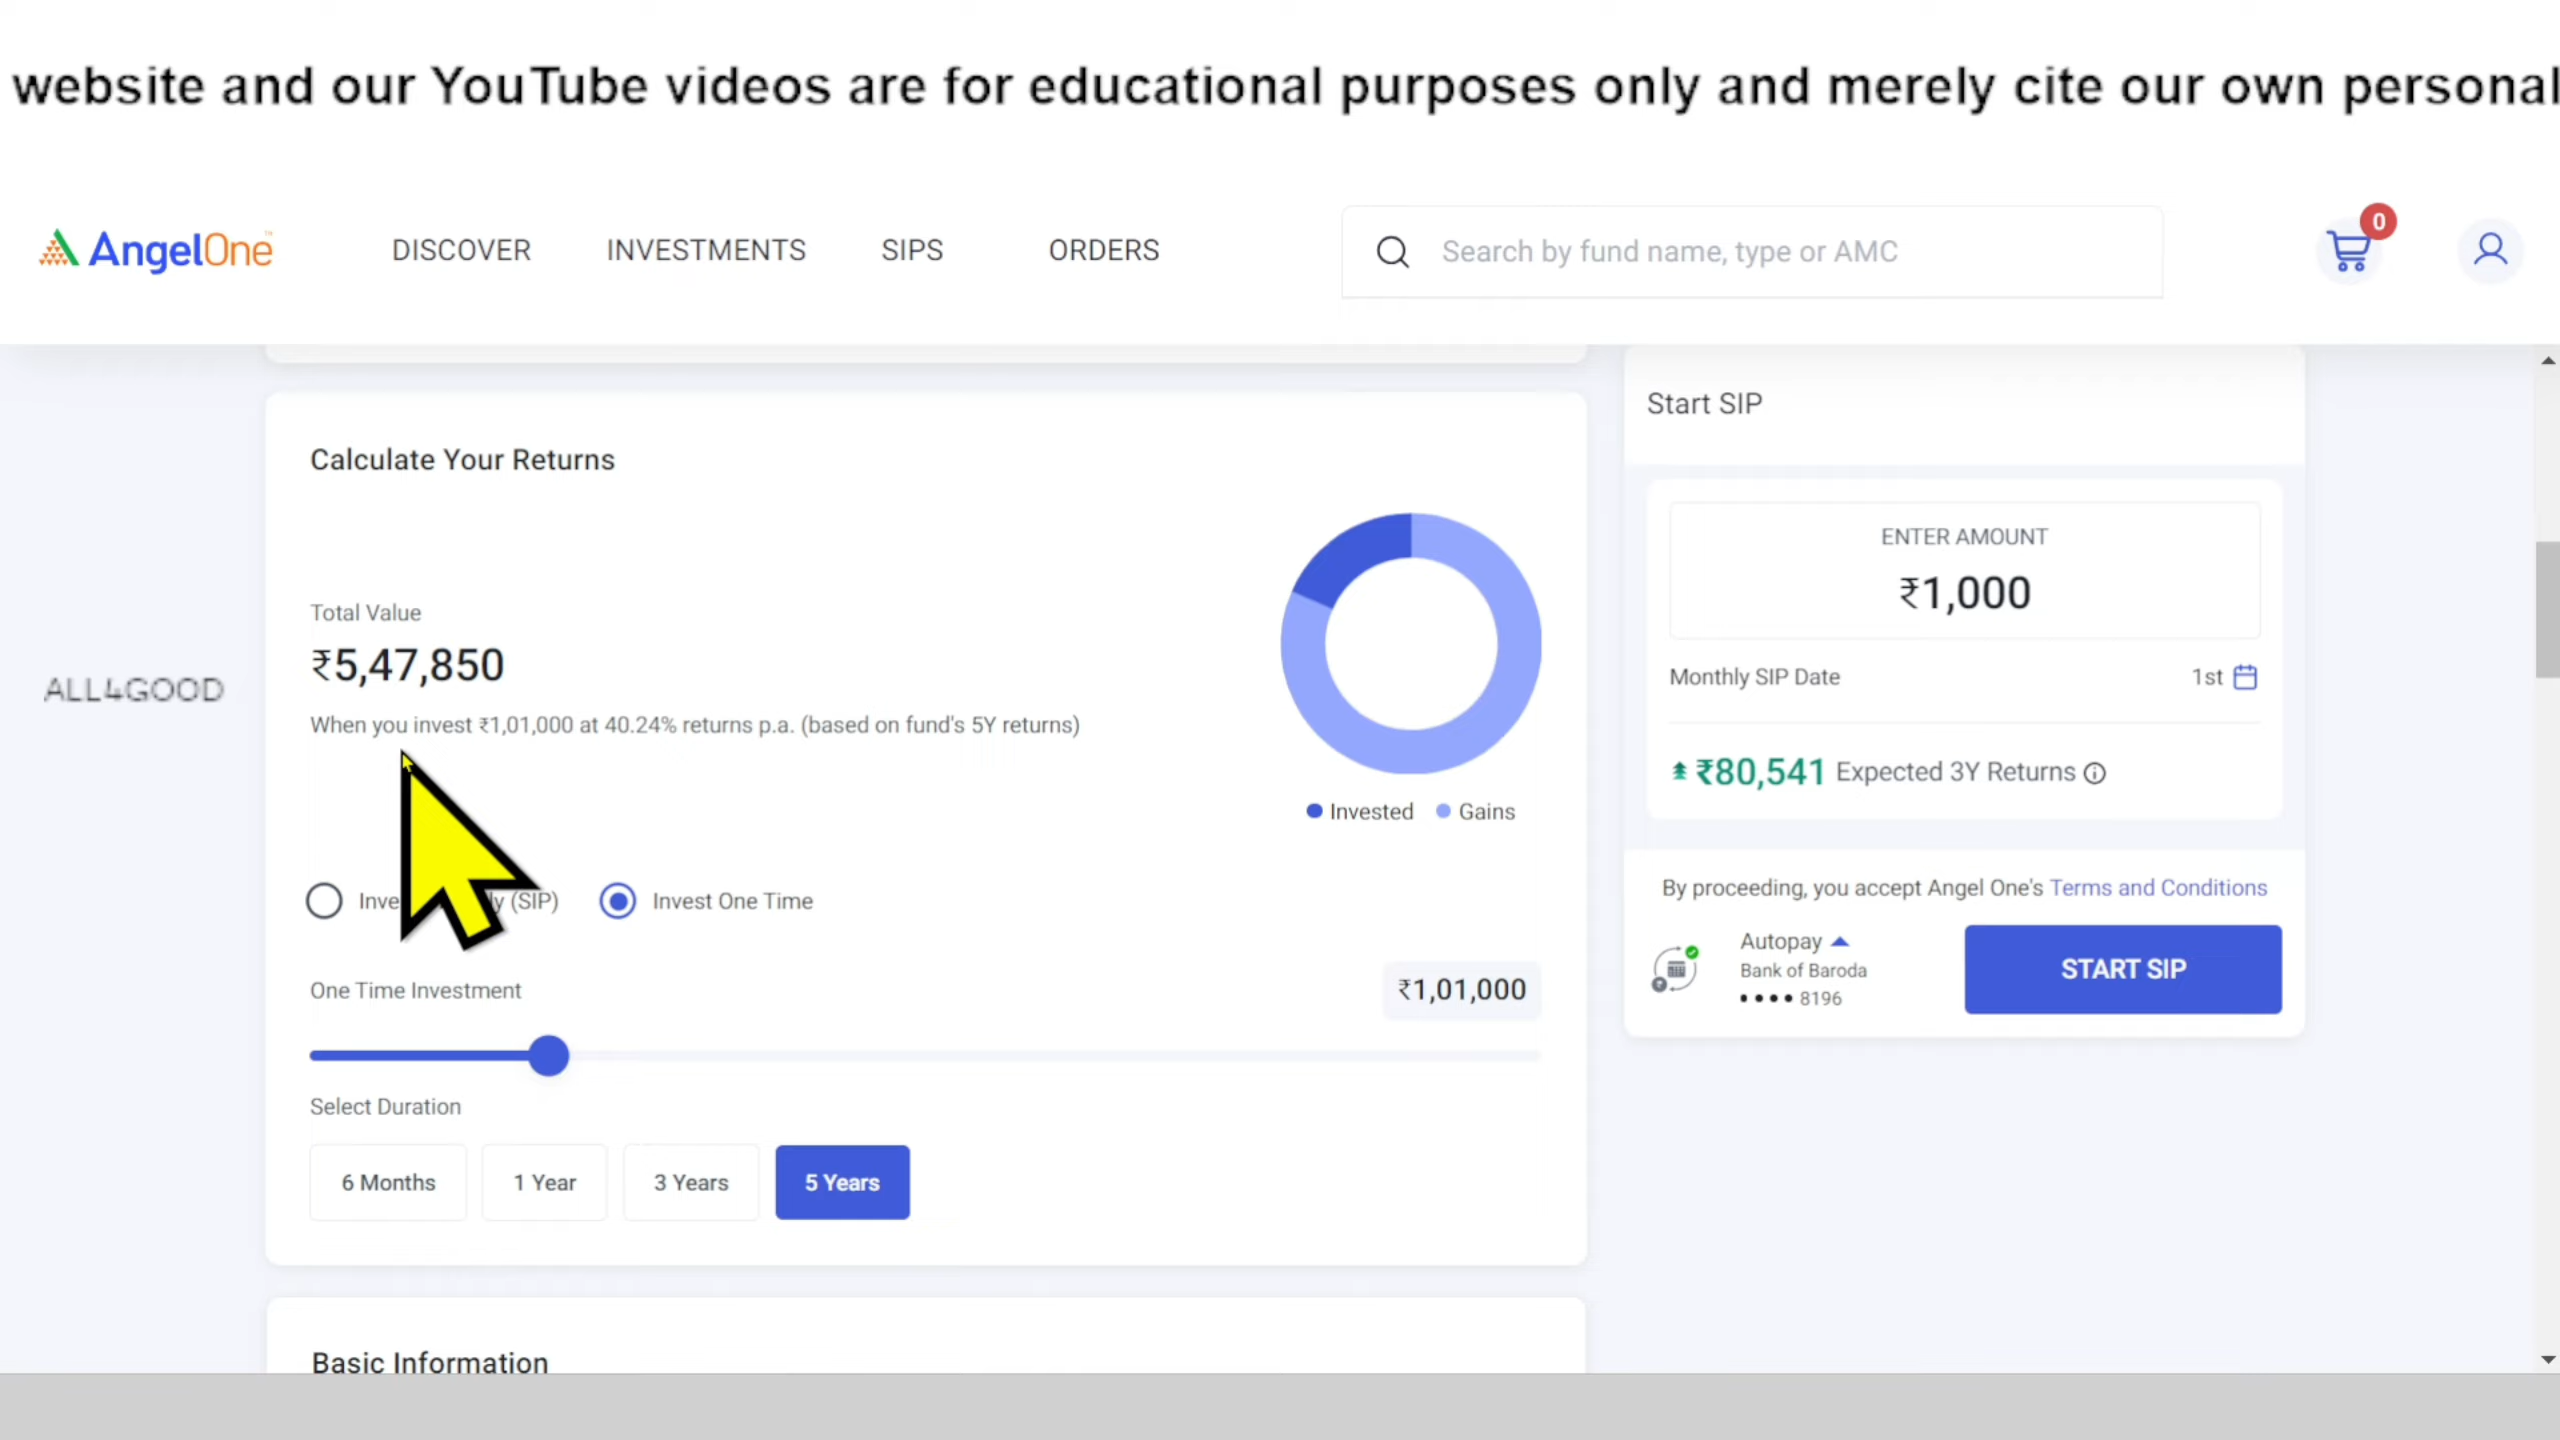 website and our YouTube videos are for educational purposes only and merely cite our own personal
AngelOne
DISCOVER
INVESTMENTS
SIPS
ORDERS
Search by fund name, type or AMC
0
Calculate Your Returns
Total Value
₹5,47,850
When you invest ₹1,01,000 at 40.24% returns p.a. (based on fund's 5Y returns)
Invested
Gains
(SIP)
Invest One Time
One Time Investment
₹1,01,000
Select Duration
6 Months
1 Year
3 Years
5 Years
Basic Information
ALL4GOOD
Start SIP
ENTER AMOUNT
₹1,000
Monthly SIP Date
1st
₹80,541 Expected 3Y Returns
By proceeding, you accept Angel One's Terms and Conditions
Autopay
Bank of Baroda
•••• 8196
START SIP